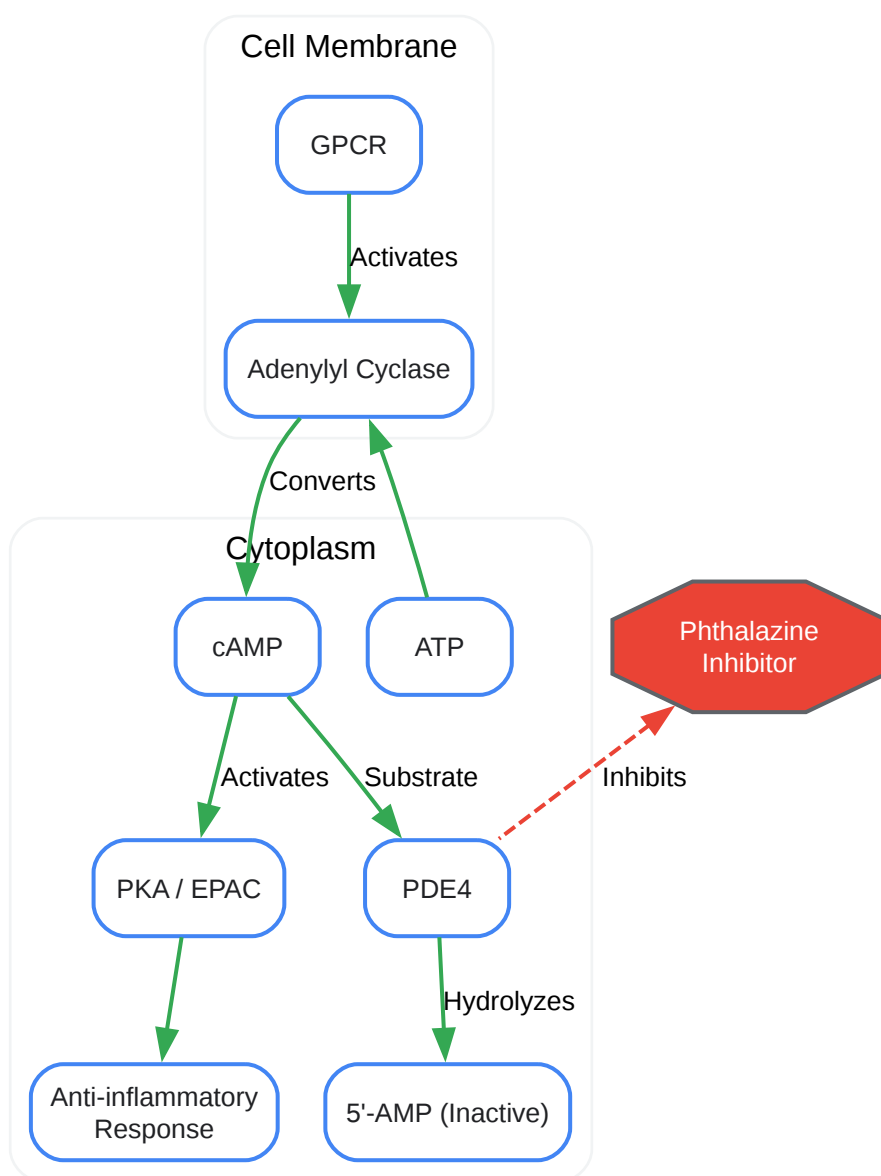 Cell Membrane
GPCR
Activates
Adenylyl Cyclase
Converts
Cytoplasm
cAMP
ATP
Phthalazine
Inhibitor
Activates
Substrate
Inhibits
PKA / EPAC
PDE4
Hydrolyzes
Anti-inflammatory
Response
5'-AMP (Inactive)